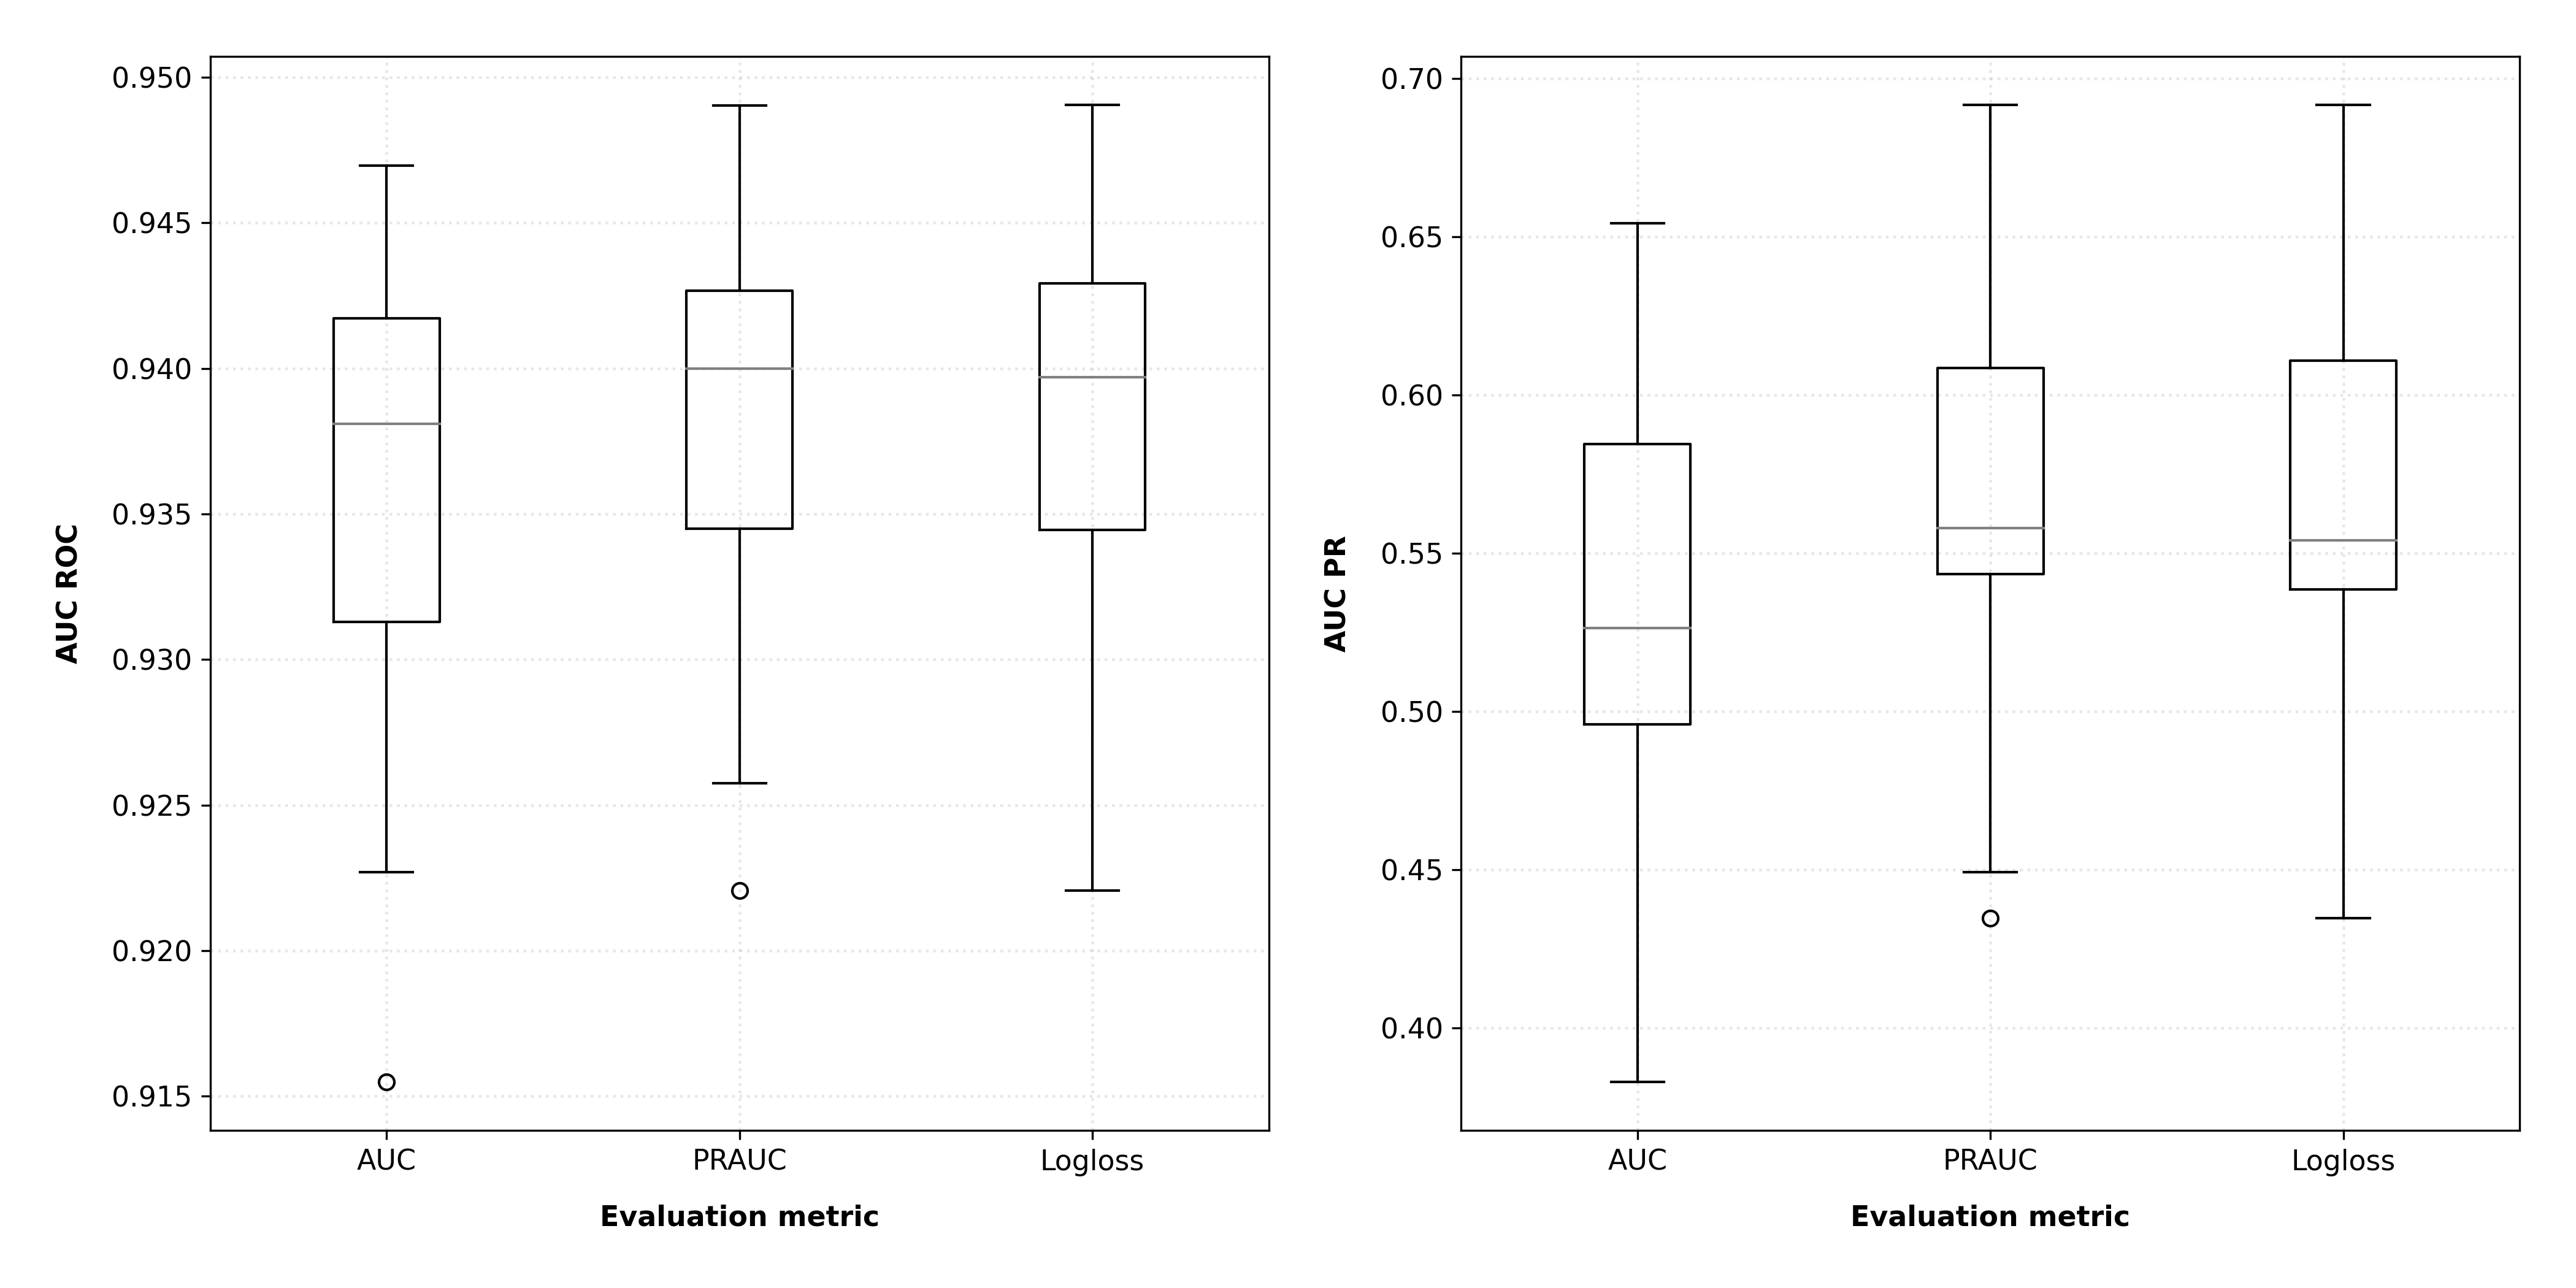 AUC ROC
0.950
0.945
0.940
0.935
0.930
0.925
0.920
0.915
AUC PRAUC Logloss
Evaluation metric
AUC PR
0.70
0.65
0.60
0.55
0.50
0.45
0.40
AUC PRAUC Logloss
Evaluation metric